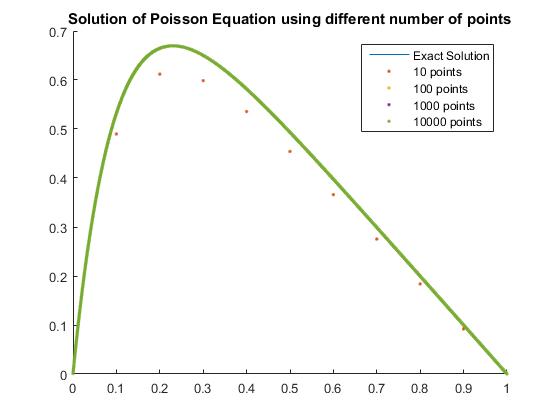 Solution of Poisson Equation using different number of points
0.7
0.6
0.5
0.4
0.3
0.2
0.1
0
Exact Solution
10 points
100 points
1000 points
10000 points
0 0.1 0.2 0.3 0.4 0.5 0.6 0.7 0.8 0.9 1